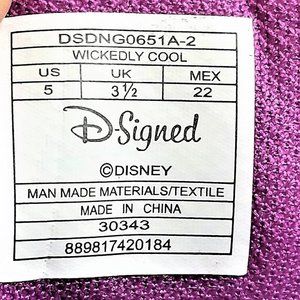 DSDNG0651A-2
WICKEDLY COOL
US UK MEX
5 3½ 22
D-Signed
©DISNEY
MAN MADE MATERIALS/TEXTILE
MADE IN CHINA
30343
889817420184